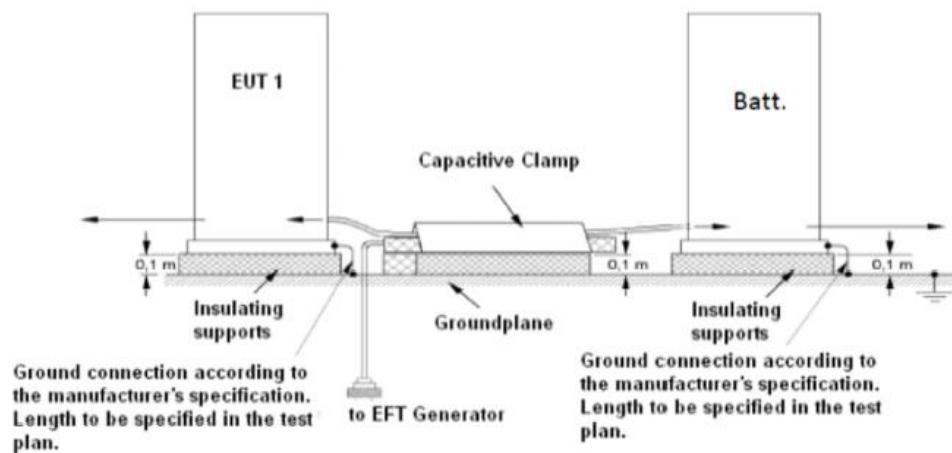 EUT 1
Batt.
Capacitive Clamp
0,1 m
0,1 m
0,1 m
Insulating
supports
Groundplane
Insulating
supports
Ground connection according to
the manufacturer's specification.
Length to be specified in the test
plan.
to EFT Generator
Ground connection according to
the manufacturer's specification.
Length to be specified in the test
plan.